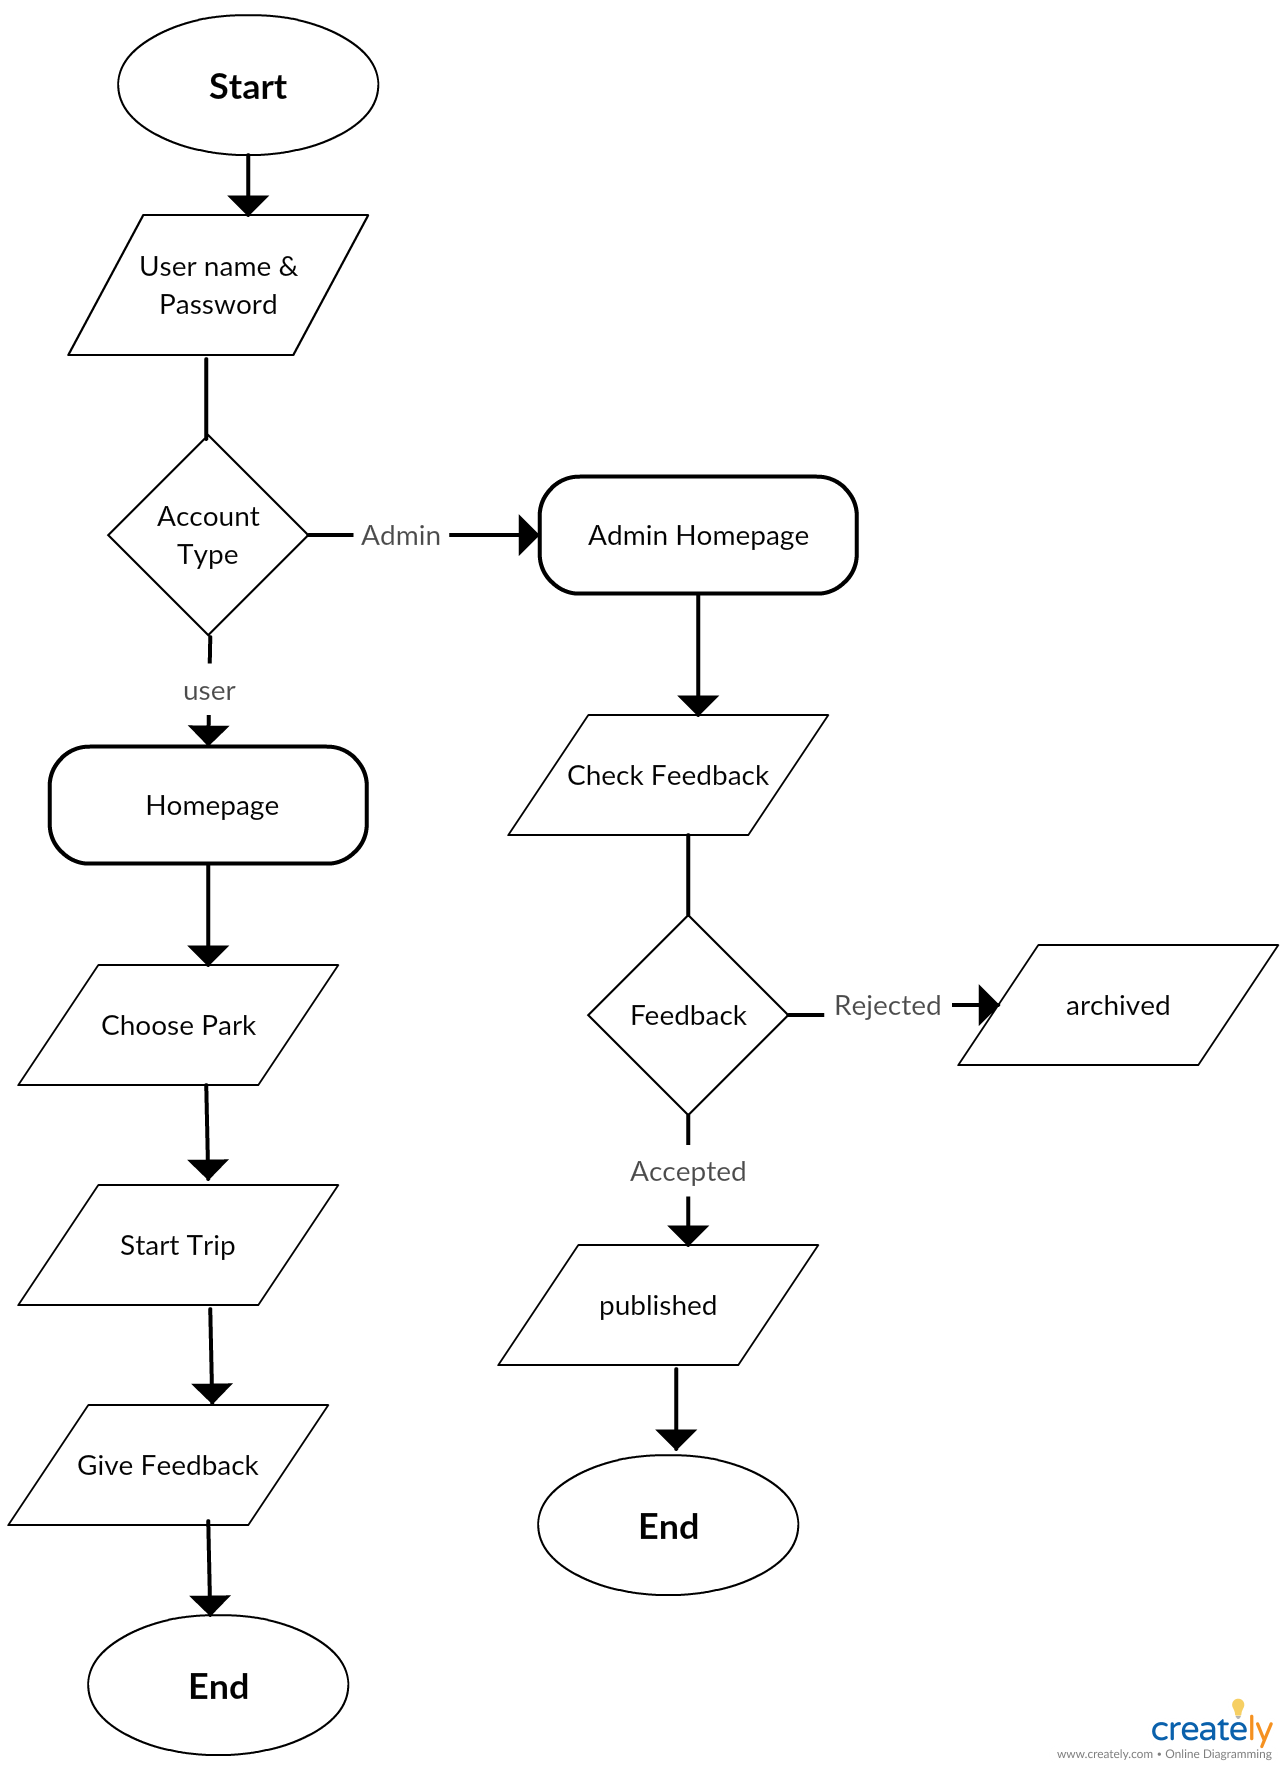 Start
User name &
Password
Account
Type
Admin
Admin Homepage
user
Homepage
Check Feedback
Choose Park
Feedback
Rejected
archived
Accepted
Start Trip
published
Give Feedback
End
End
creately
www.creately.com • Online Diagramming